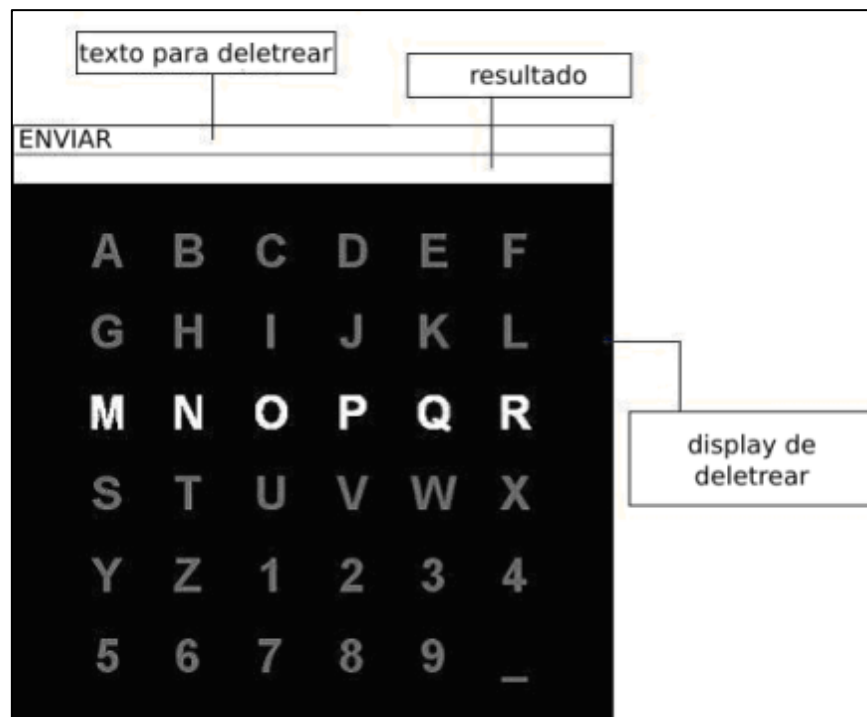 texto para deletrear
resultado
ENVIAR
A B C D E F
G H I J K L
M N O P Q R
S T U V W X
Y Z 1 2 3 4
5 6 7 8 9 _
display de
deletrear